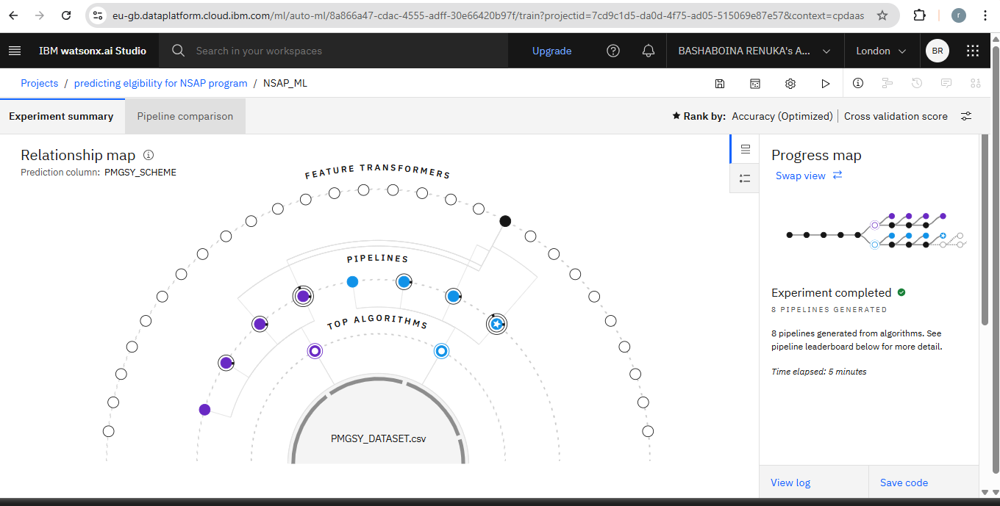 eu-gb.dataplatform.cloud.ibm.com/ml/auto-ml/8a866a47-cdac-4555-adff-30e66420b97f/train?projectid=7cd9c1d5-da0d-4f75-ad05-515069e87e57&context=cpdaas
r
IBM watsonx.ai Studio
Search in your workspaces
Upgrade
BASHABOINA RENUKA's A...
London
BR
Projects / predicting elgibility for NSAP program / NSAP_ML
Experiment summary
Pipeline comparison
Rank by: Accuracy (Optimized) | Cross validation score
Relationship map
Prediction column: PMGSY_SCHEME
FEATURE TRANSFORMERS
PIPELINES
TOP ALGORITHMS
PMGSY_DATASET.csv
Progress map
Swap view
Experiment completed
8 PIPELINES GENERATED
8 pipelines generated from algorithms. See
pipeline leaderboard below for more detail.
Time elapsed: 5 minutes
View log
Save code